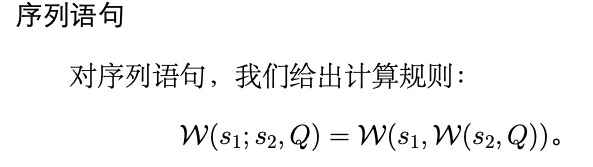 序列语句
对序列语句，我们给出计算规则：
𝒲(s₁; s₂, Q) = 𝒲(s₁, 𝒲(s₂, Q))。